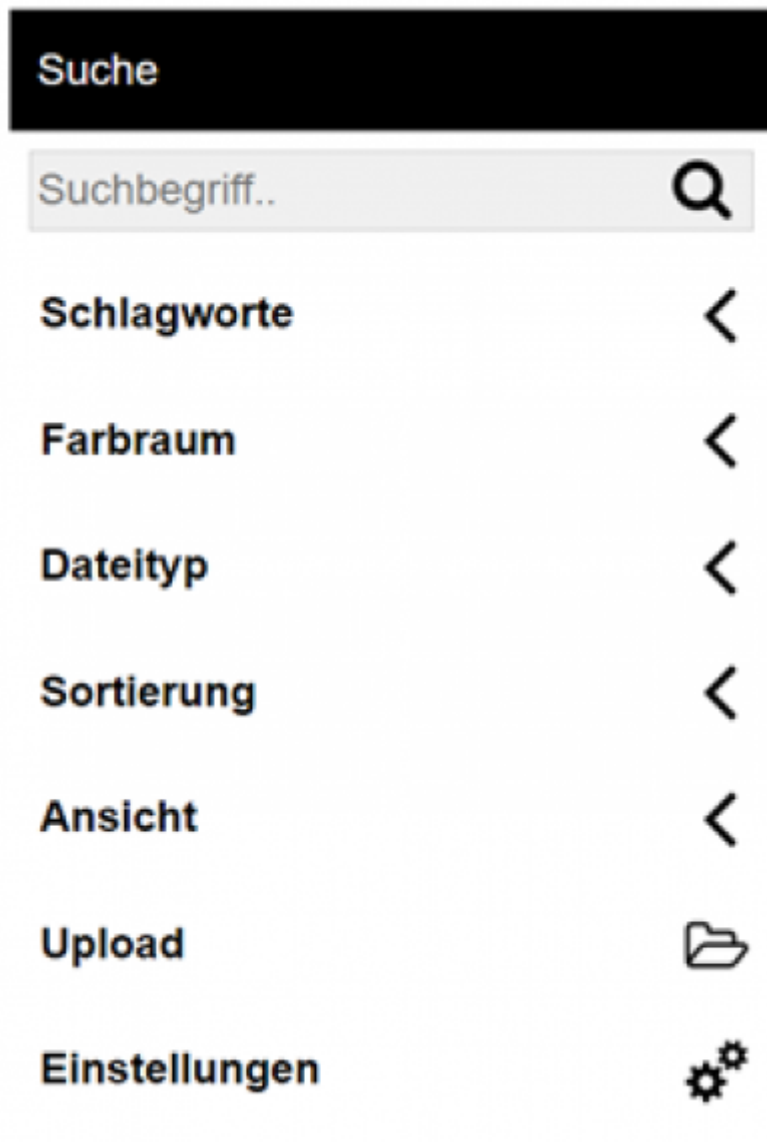 Suche
Suchbegriff..
Schlagworte
Farbraum
Dateityp
Sortierung
Ansicht
Upload
Einstellungen